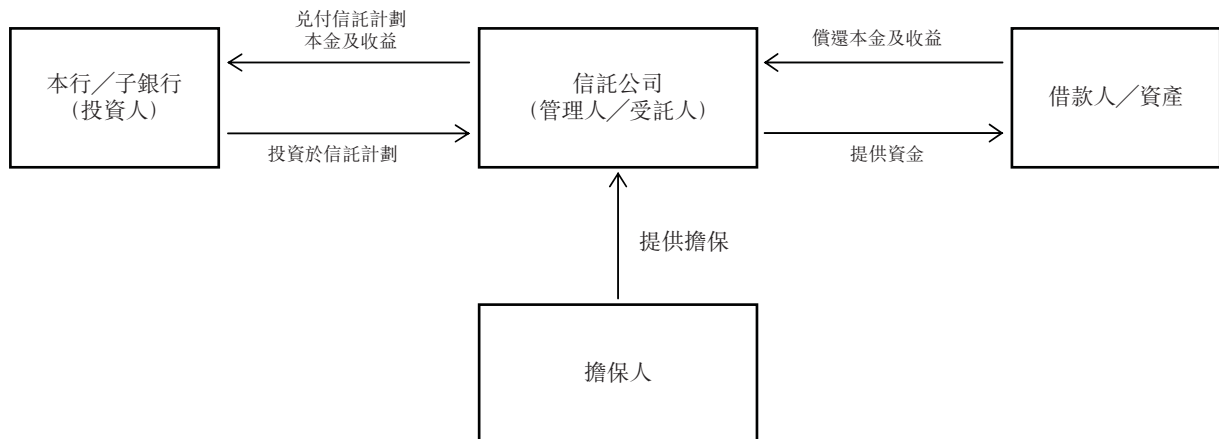 兑付信託計劃
本金及收益
償還本金及收益
本行╱子銀行
(投資人)
信託公司
(管理人╱受託人)
借款人╱資產
投資於信託計劃
提供資金
提供擔保
擔保人